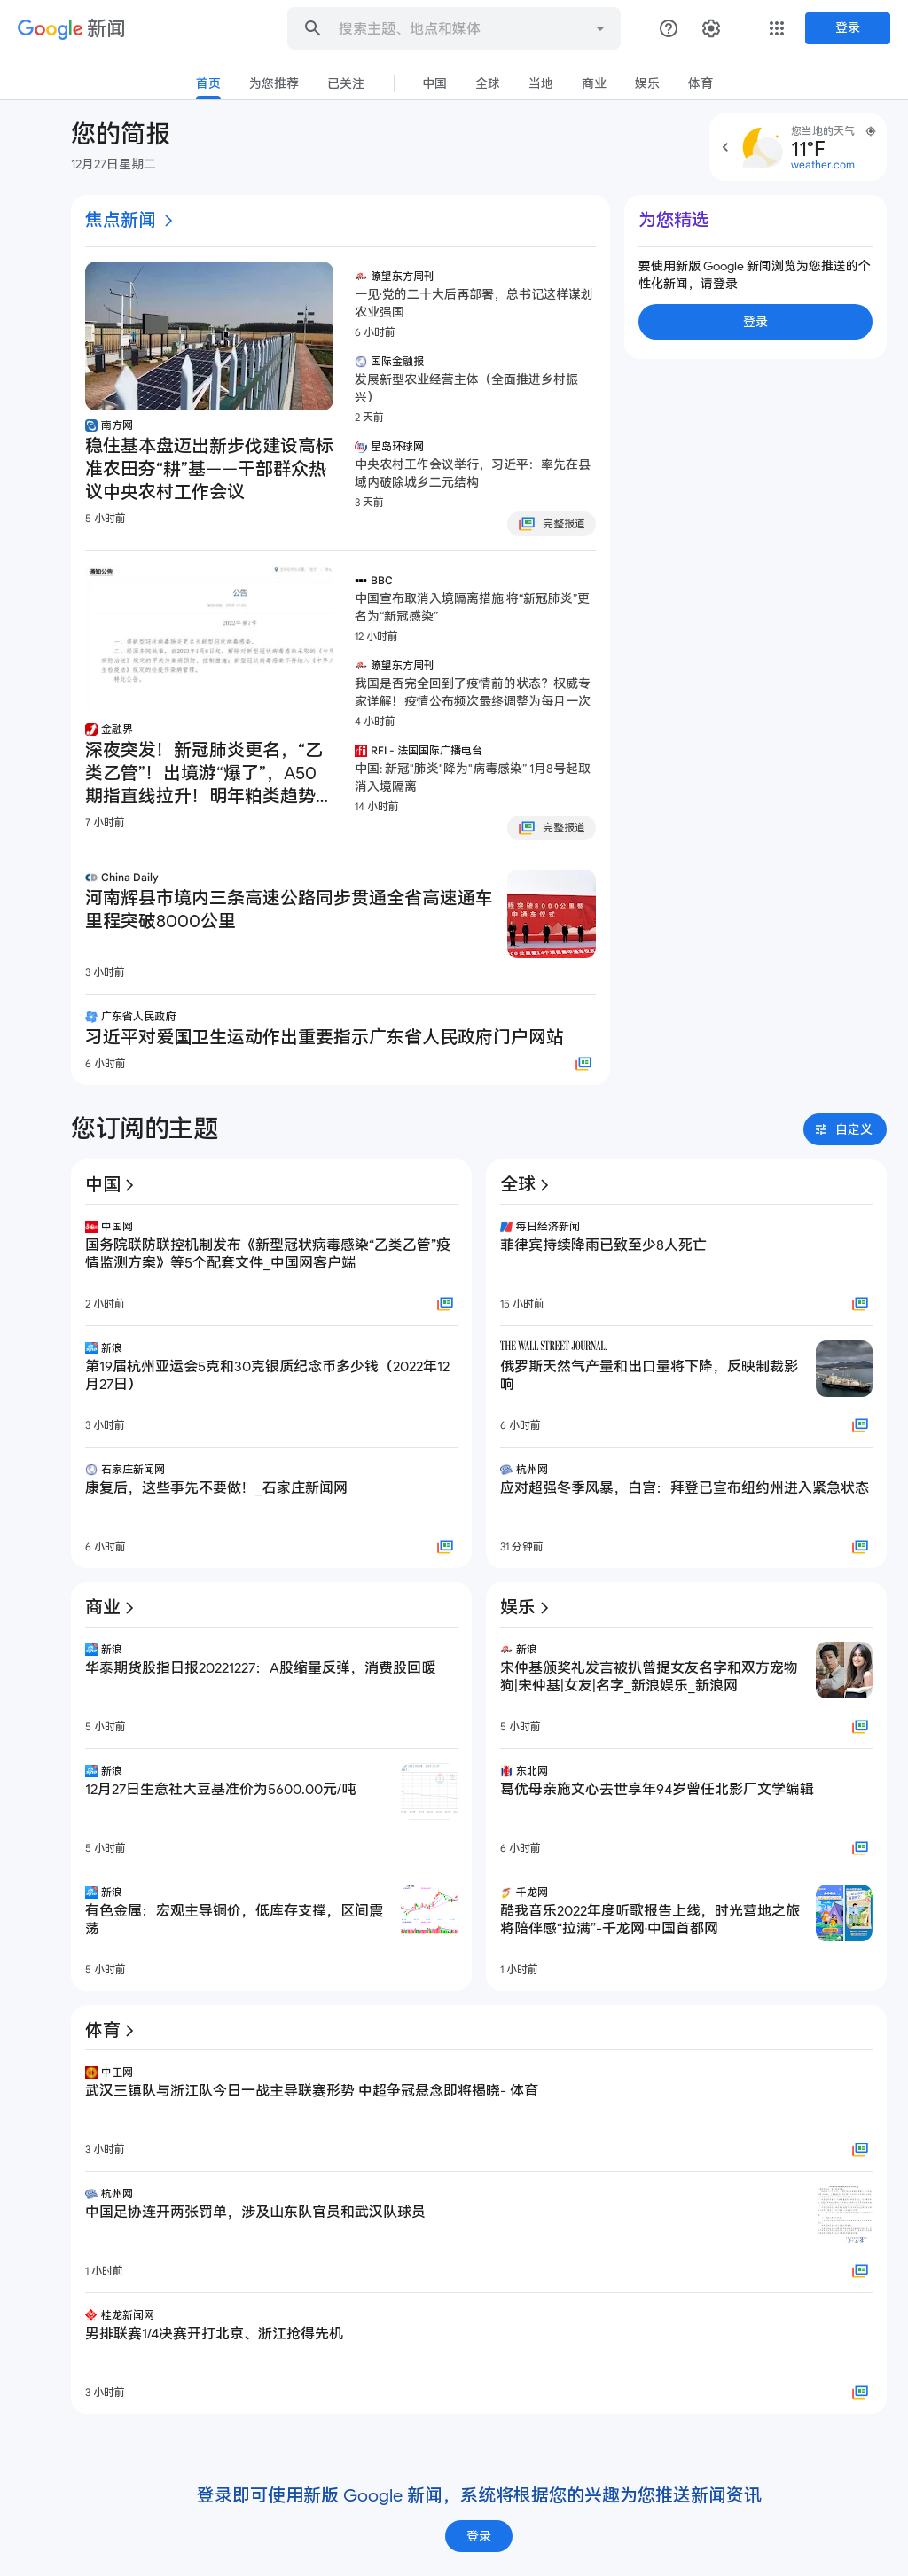 Google 新闻
搜索主题、地点和媒体
登录
首页
为您推荐
已关注
中国
全球
当地
商业
娱乐
体育
您的简报
12月27日星期二
您当地的天气
11°F
weather.com
焦点新闻
南方网
稳住基本盘迈出新步伐建设高标
准农田夯“耕”基——干部群众热
议中央农村工作会议
5 小时前
瞭望东方周刊
一见·党的二十大后再部署，总书记这样谋划
农业强国
6 小时前
国际金融报
发展新型农业经营主体（全面推进乡村振
兴）
2 天前
星岛环球网
中央农村工作会议举行，习近平：率先在县
域内破除城乡二元结构
3 天前
完整报道
通知公告
公告
2022年第7号
金融界
深夜突发！新冠肺炎更名，“乙
类乙管”！出境游“爆了”，A50
期指直线拉升！明年粕类趋势...
7 小时前
BBC
中国宣布取消入境隔离措施 将“新冠肺炎”更
名为“新冠感染”
12 小时前
瞭望东方周刊
我国是否完全回到了疫情前的状态？权威专
家详解！疫情公布频次最终调整为每月一次
4 小时前
RFI - 法国国际广播电台
中国: 新冠"肺炎"降为"病毒感染" 1月8号起取
消入境隔离
14 小时前
完整报道
China Daily
河南辉县市境内三条高速公路同步贯通全省高速通车
里程突破8000公里
3 小时前
广东省人民政府
习近平对爱国卫生运动作出重要指示广东省人民政府门户网站
6 小时前
为您精选
要使用新版 Google 新闻浏览为您推送的个
性化新闻，请登录
登录
您订阅的主题
自定义
中国
中国网
国务院联防联控机制发布《新型冠状病毒感染“乙类乙管”疫
情监测方案》等5个配套文件_中国网客户端
2 小时前
新浪
第19届杭州亚运会5克和30克银质纪念币多少钱（2022年12
月27日）
3 小时前
石家庄新闻网
康复后，这些事先不要做！_石家庄新闻网
6 小时前
全球
每日经济新闻
菲律宾持续降雨已致至少8人死亡
15 小时前
THE WALL STREET JOURNAL.
俄罗斯天然气产量和出口量将下降，反映制裁影
响
6 小时前
杭州网
应对超强冬季风暴，白宫：拜登已宣布纽约州进入紧急状态
31 分钟前
商业
新浪
华泰期货股指日报20221227：A股缩量反弹，消费股回暖
5 小时前
新浪
12月27日生意社大豆基准价为5600.00元/吨
5 小时前
新浪
有色金属：宏观主导铜价，低库存支撑，区间震
荡
5 小时前
娱乐
新浪
宋仲基颁奖礼发言被扒曾提女友名字和双方宠物
狗|宋仲基|女友|名字_新浪娱乐_新浪网
5 小时前
东北网
葛优母亲施文心去世享年94岁曾任北影厂文学编辑
6 小时前
千龙网
酷我音乐2022年度听歌报告上线，时光营地之旅
将陪伴感“拉满”-千龙网·中国首都网
1 小时前
体育
中工网
武汉三镇队与浙江队今日一战主导联赛形势 中超争冠悬念即将揭晓- 体育
3 小时前
杭州网
中国足协连开两张罚单，涉及山东队官员和武汉队球员
1 小时前
桂龙新闻网
男排联赛1/4决赛开打北京、浙江抢得先机
3 小时前
登录即可使用新版 Google 新闻，系统将根据您的兴趣为您推送新闻资讯
登录